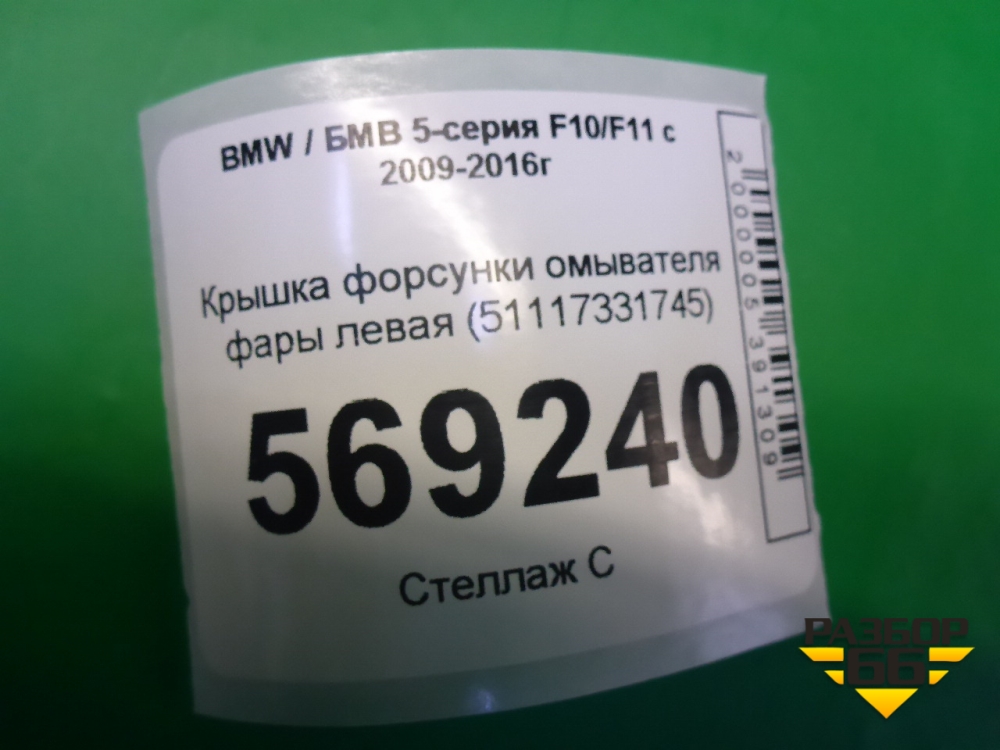 BMW / БМВ 5-серия F10/F11 с
2009-2016г
Крышка форсунки омывателя
фары левая (51117331745)
569240
Стеллаж С
2000005391309
РАЗБОР
66